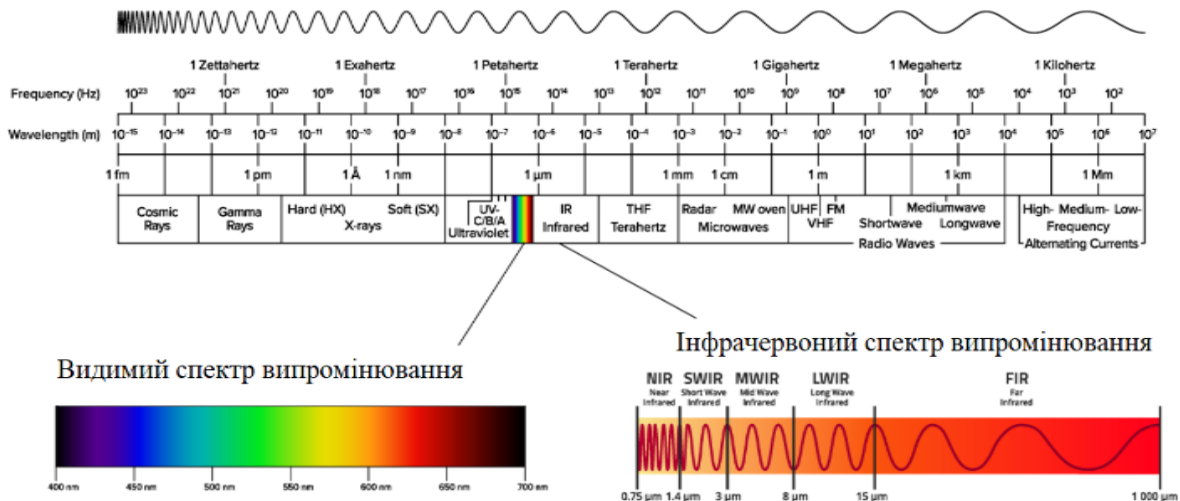 1 Zettahertz 1 Exahertz 1 Petahertz 1 Terahertz 1 Gigahertz 1 Megahertz 1 Kilohertz
Frequency (Hz) 10²³ 10²² 10²¹ 10²⁰ 10¹⁹ 10¹⁸ 10¹⁷ 10¹⁶ 10¹⁵ 10¹⁴ 10¹³ 10¹² 10¹¹ 10¹⁰ 10⁹ 10⁸ 10⁷ 10⁶ 10⁵ 10⁴ 10³ 10²
Wavelength (m) 10⁻¹⁵ 10⁻¹⁴ 10⁻¹³ 10⁻¹² 10⁻¹¹ 10⁻¹⁰ 10⁻⁹ 10⁻⁸ 10⁻⁷ 10⁻⁶ 10⁻⁵ 10⁻⁴ 10⁻³ 10⁻² 10⁻¹ 10⁰ 10¹ 10² 10³ 10⁴ 10⁵ 10⁶ 10⁷
1 fm 1 pm 1 Å 1 nm 1 µm 1 mm 1 cm 1 m 1 km 1 Mm
Cosmic
Rays
Gamma
Rays
Hard (HX) Soft (SX)
X-rays
UV-
C/B/A
Ultraviolet
IR
Infrared
THF
Terahertz
Radar MW oven
Microwaves
UHF FM Mediumwave
VHF Shortwave Longwave
Radio Waves
High- Medium- Low-
Frequency
Alternating Currents
Видимий спектр випромінювання
400 nm 450 nm 500 nm 550 nm 600 nm 650 nm 700 nm
Інфрачервоний спектр випромінювання
NIR SWIR MWIR LWIR FIR
Near Short Wave Mid Wave Long Wave Far
Infrared Infrared Infrared Infrared Infrared
0.75 µm 1.4 µm 3 µm 8 µm 15 µm 1 000 µm